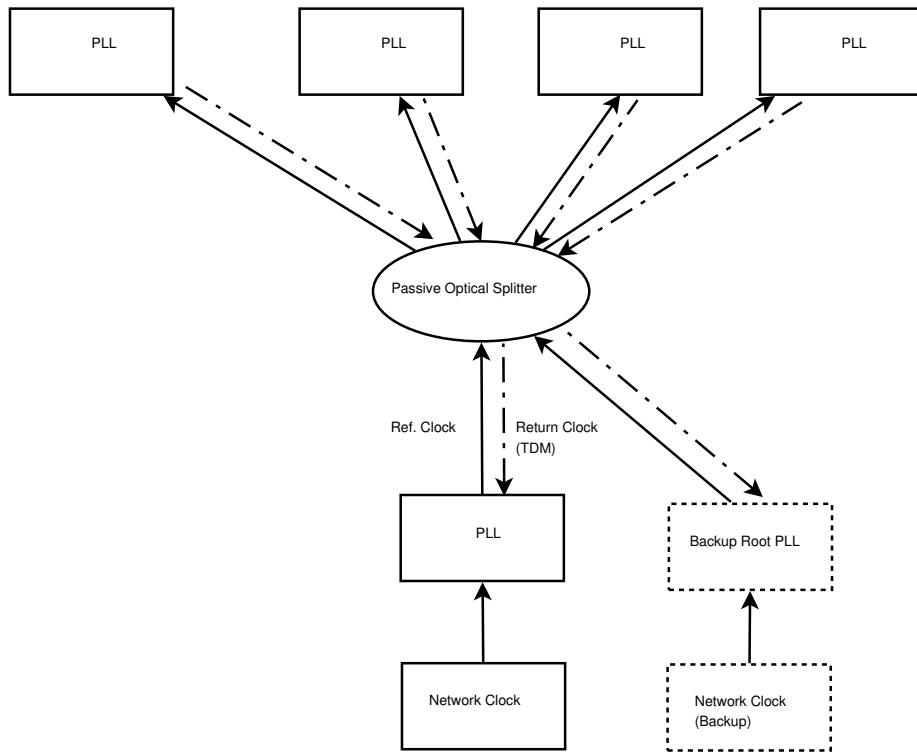 PLL
PLL
PLL
PLL
Passive Optical Splitter
Ref. Clock
Return Clock
(TDM)
PLL
Backup Root PLL
Network Clock
Network Clock
(Backup)